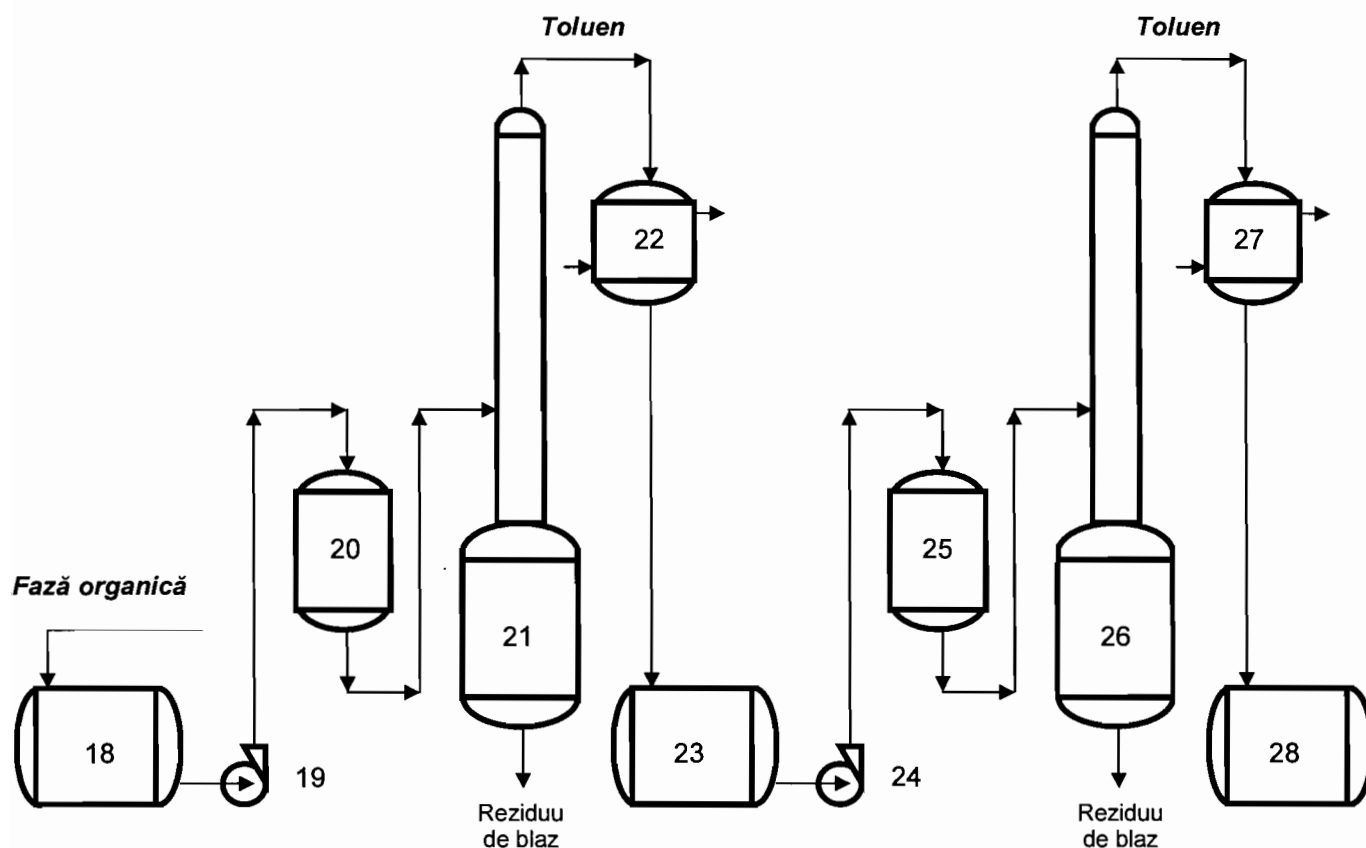 Toluen
Toluen
22
27
20
25
Fază organică
21
26
18
19
23
24
28
Reziduu
de blaz
Reziduu
de blaz